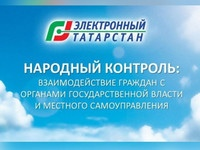 ЭЛЕКТРОННЫЙ
ТАТАРСТАН
НАРОДНЫЙ КОНТРОЛЬ:
ВЗАИМОДЕЙСТВИЕ ГРАЖДАН С
ОРГАНАМИ ГОСУДАРСТВЕННОЙ ВЛАСТИ
И МЕСТНОГО САМОУПРАВЛЕНИЯ